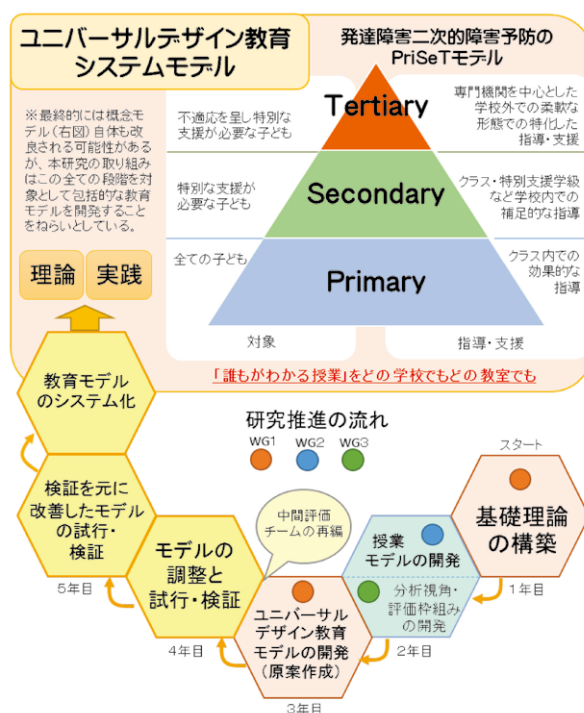 ユニバーサルデザイン教育
システムモデル
発達障害二次的障害予防の
PriSeTモデル
※最終的には概念モ
デル(右図)自体も改
良される可能性がある
が、本研究の取り組み
はこの全ての段階を対
象として包括的な教育
モデルを開発すること
をねらいとしている。
不適応を呈し特別な
支援が必要な子ども
Tertiary
専門機関を中心とした
学校外での柔軟な
形態での特化した
指導・支援
特別な支援が
必要な子ども
Secondary
クラス・特別支援学級
など学校内での
補足的な指導
全ての子ども
Primary
クラス内での
効果的な
指導
対象
指導・支援
「誰もがわかる授業」をどの学校でもどの教室でも
理論
実践
教育モデル
のシステム化
研究推進の流れ
WG1
WG2
WG3
スタート
基礎理論
の構築
1年目
授業
モデルの開発
分析視角・
評価枠組み
の開発
2年目
中間評価
チームの再編
ユニバーサル
デザイン教育
モデルの開発
(原案作成)
3年目
モデルの
調整と
試行・検証
4年目
検証を元に
改善したモデル
の試行・
検証
5年目